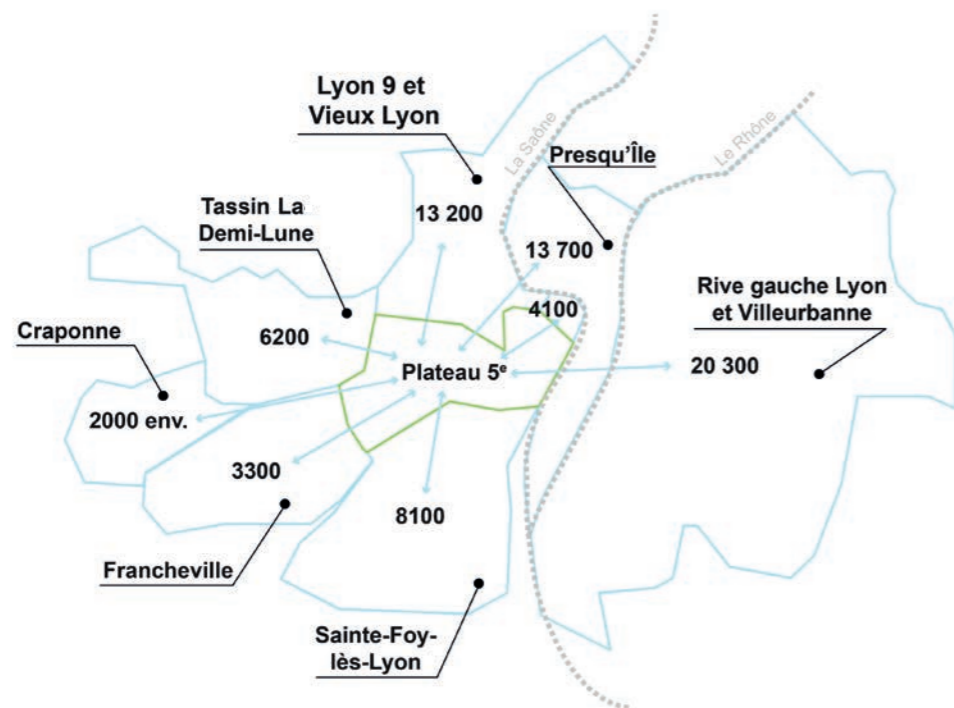 Lyon 9 et
Vieux Lyon
La Saône
Le Rhône
Presqu'Île
13 200
Tassin La
Demi-Lune
13 700
Rive gauche Lyon
et Villeurbanne
4100
Craponne
6200
Plateau 5e
20 300
2000 env.
3300
8100
Francheville
Sainte-Foy-
lès-Lyon